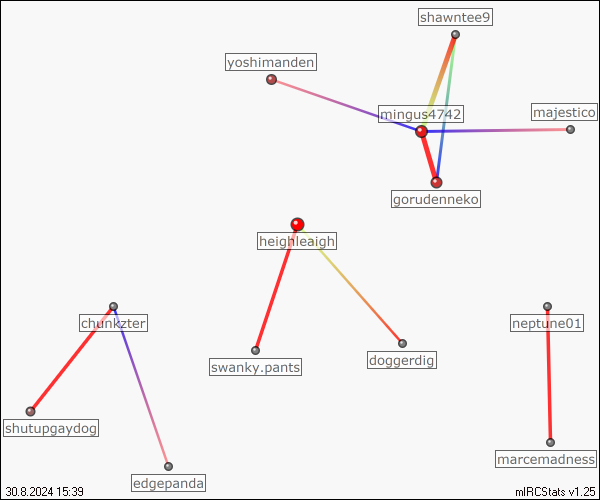 shawntee9
yoshimanden
mingus4742
majestico
gorudenneko
heighleaigh
chunkzter
neptune01
swanky.pants
doggerdig
shutupgaydog
marcemadness
edgepanda
30.8.2024 15:39
mIRCStats v1.25